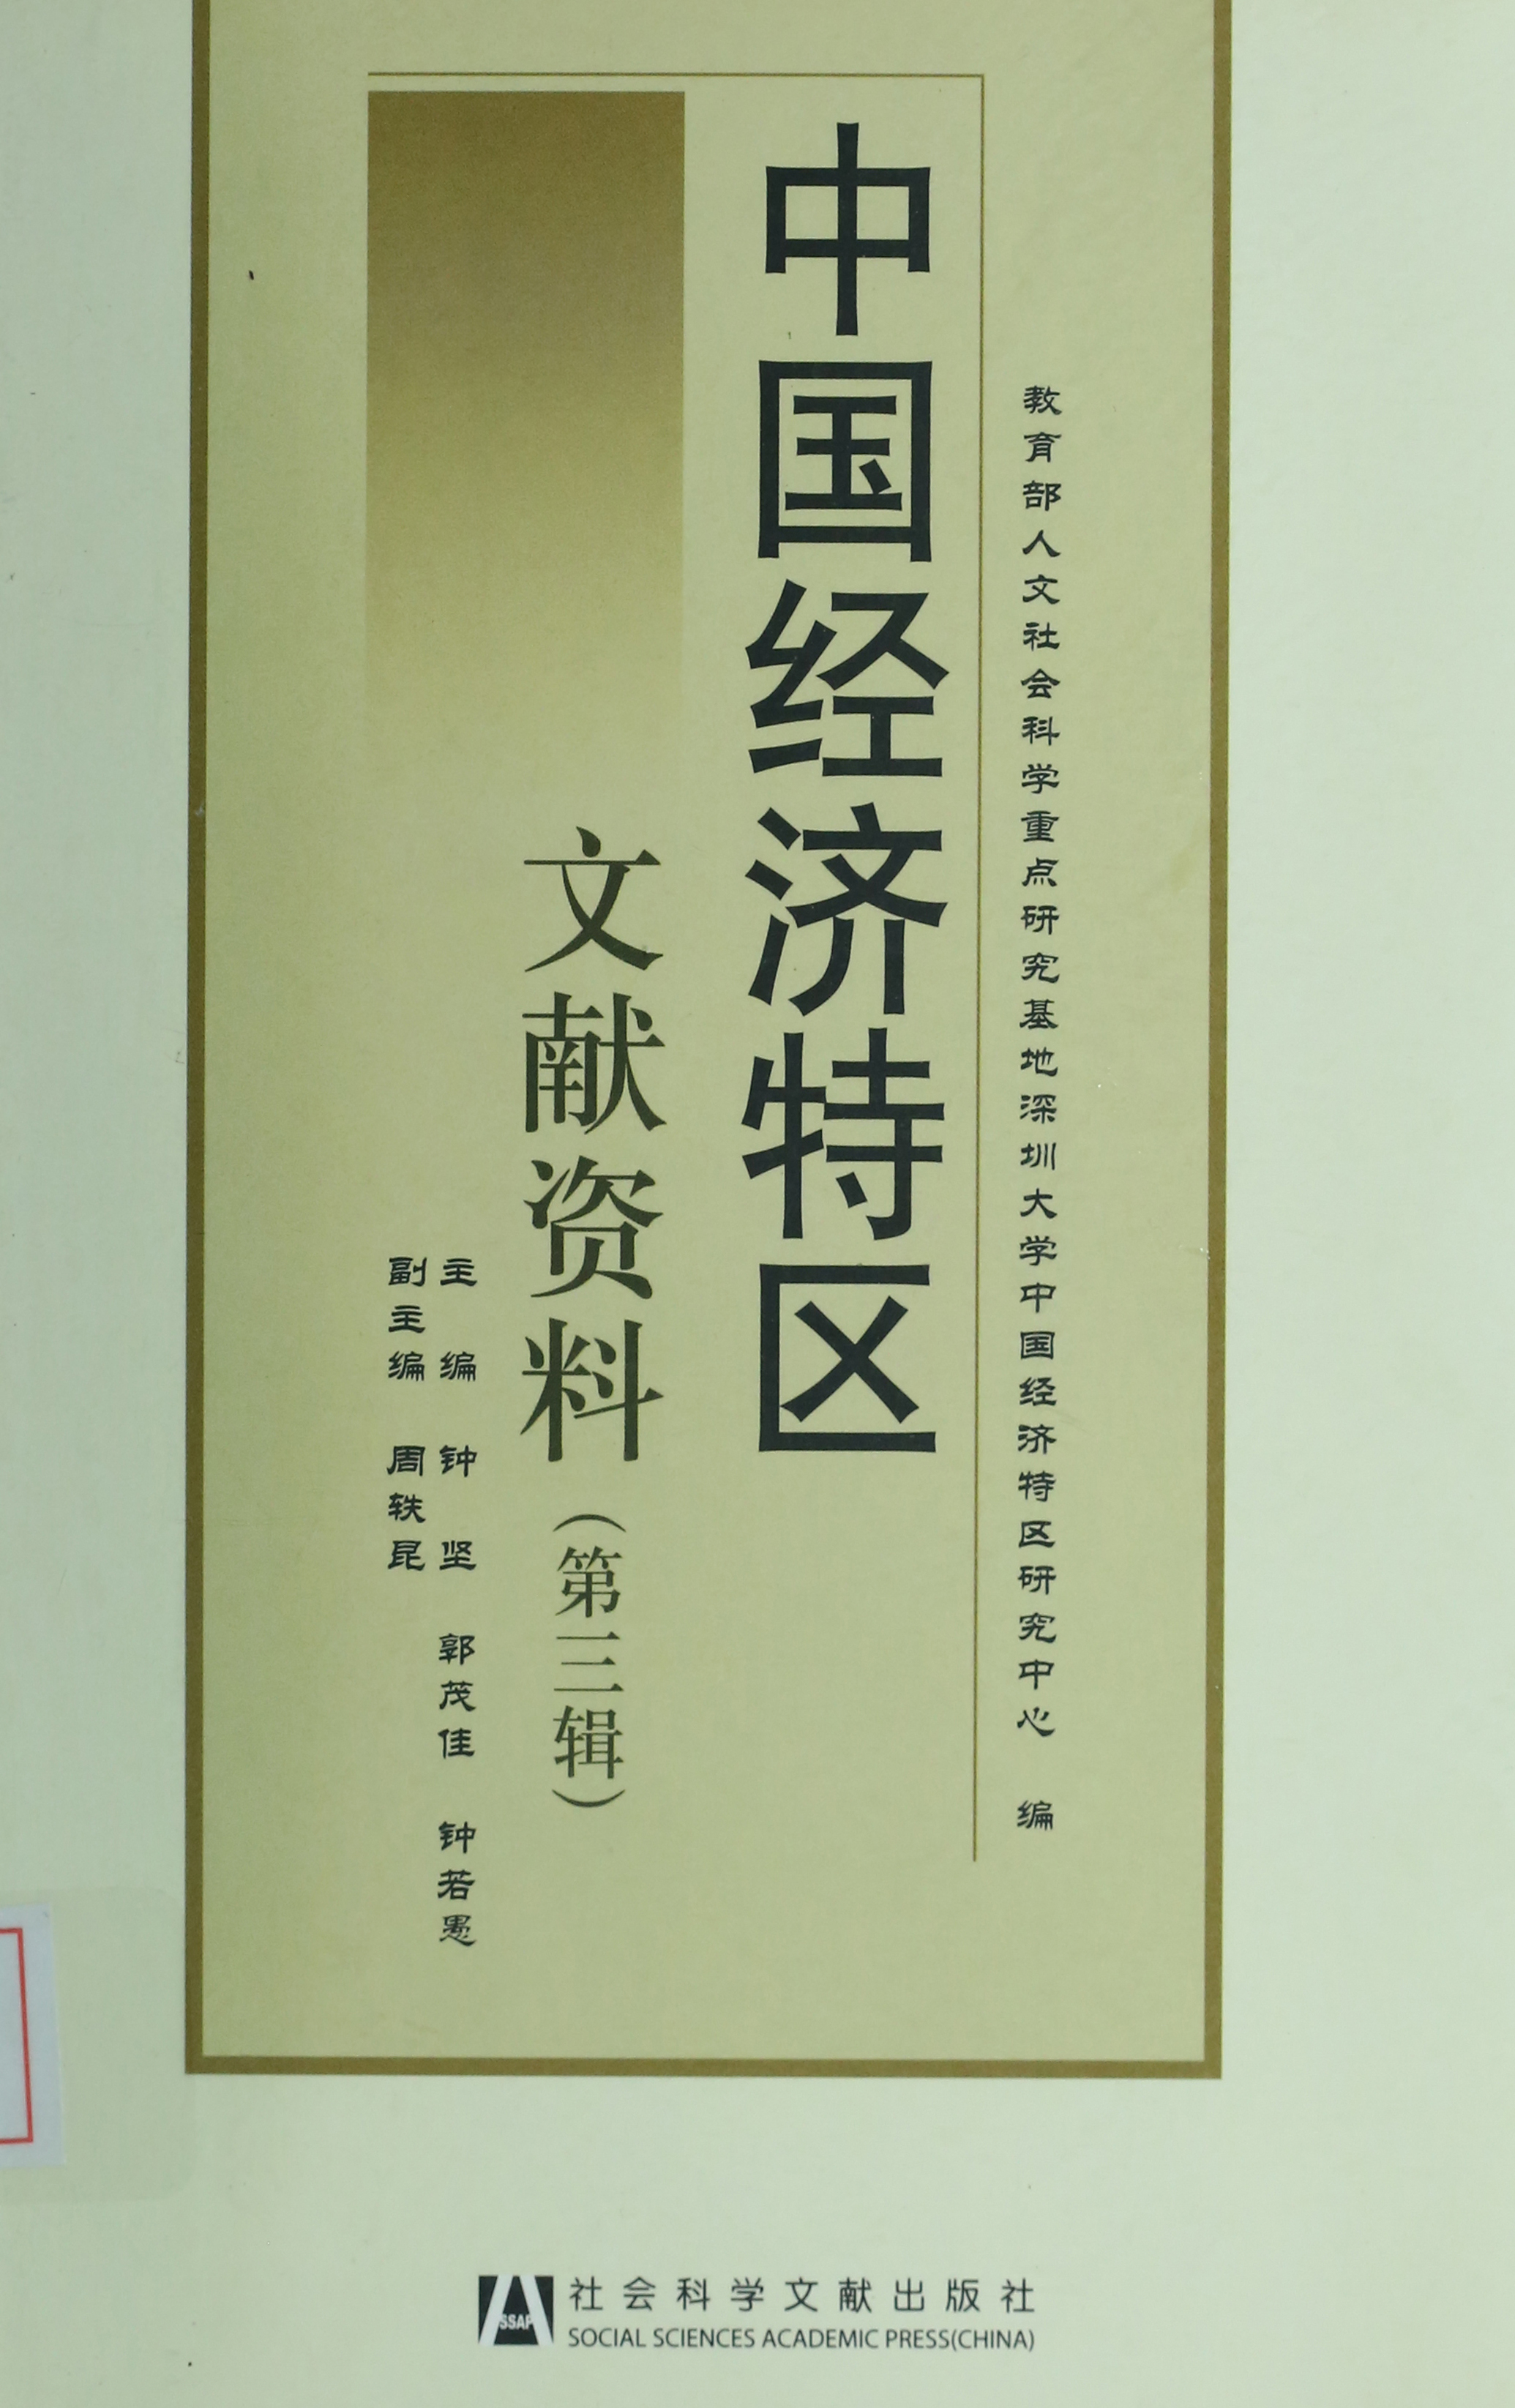 教育部人文社会科学重点研究基地深圳大学中国经济特区研究中心 编
中国经济特区
文献资料(第三辑)
主 编 钟 坚 郭茂佳 钟若愚
副主编 周轶昆
SSAP
社会科学文献出版社
SOCIAL SCIENCES ACADEMIC PRESS(CHINA)